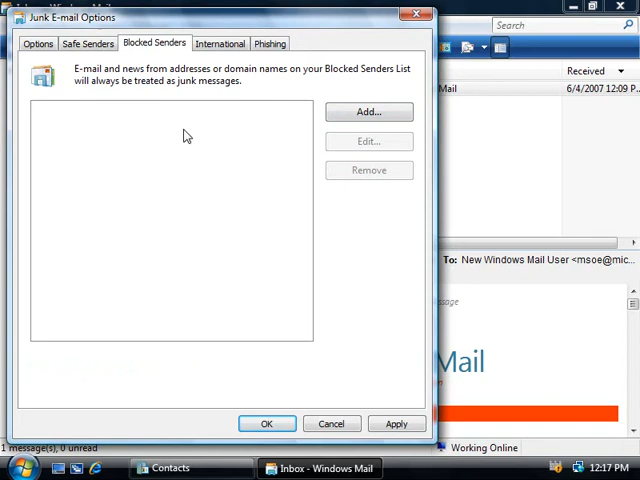 Inbox - Windows Mail
Junk E-mail Options
Search
Options
Safe Senders
Blocked Senders
International
Phishing
E-mail and news from addresses or domain names on your Blocked Senders List
will always be treated as junk messages.
Add...
Edit...
Remove
Received
Mail
6/4/2007 12:09 P...
To: New Windows Mail User <msoe@mic...
Mail
OK
Cancel
Apply
1 message(s), 0 unread
Working Online
Contacts
Inbox - Windows Mail
12:17 PM